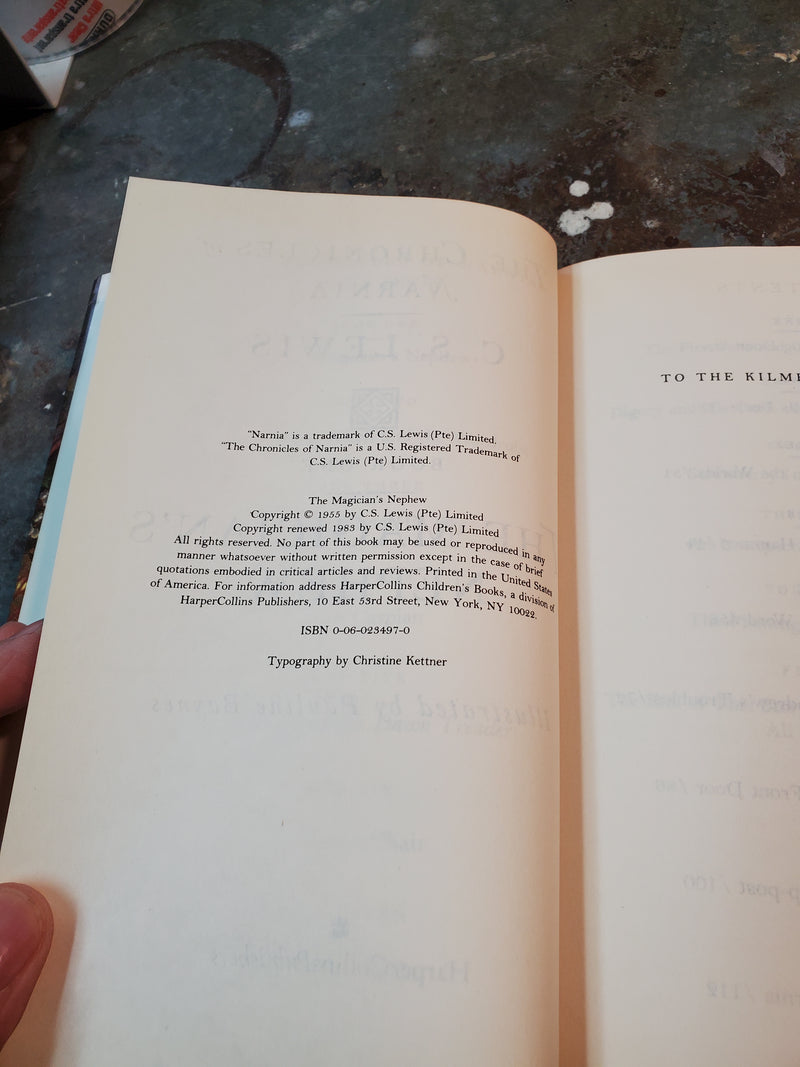 "Narnia" is a trademark of C.S. Lewis (Pte) Limited.
"The Chronicles of Narnia" is a U.S. Registered Trademark of
C.S. Lewis (Pte) Limited.
The Magician's Nephew
Copyright © 1955 by C.S. Lewis (Pte) Limited
Copyright renewed 1983 by C.S. Lewis (Pte) Limited
All rights reserved. No part of this book may be used or reproduced in any
manner whatsoever without written permission except in the case of brief
quotations embodied in critical articles and reviews. Printed in the United States
of America. For information address HarperCollins Children's Books, a division of
HarperCollins Publishers, 10 East 53rd Street, New York, NY 10022.
ISBN 0-06-023497-0
Typography by Christine Kettner
TO THE